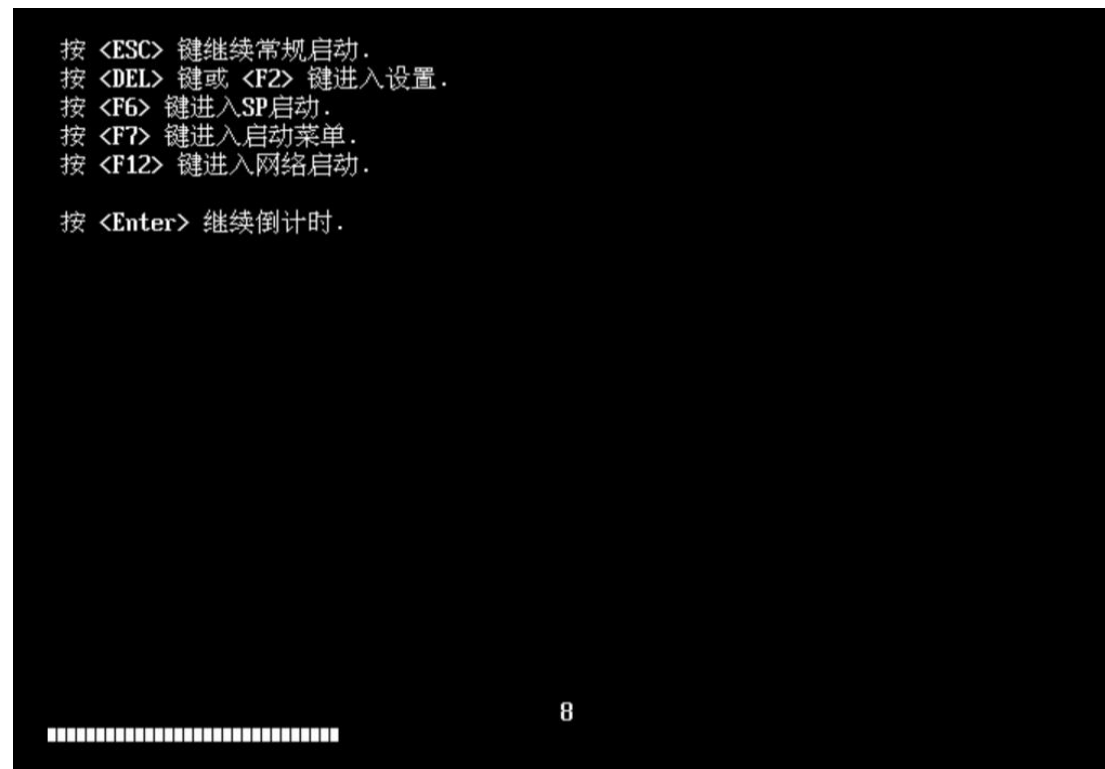 按 <ESC> 键继续常规启动.
按 <DEL> 键或 <F2> 键进入设置.
按 <F6> 键进入SP启动.
按 <F7> 键进入启动菜单.
按 <F12> 键进入网络启动.
按 <Enter> 继续倒计时.
8